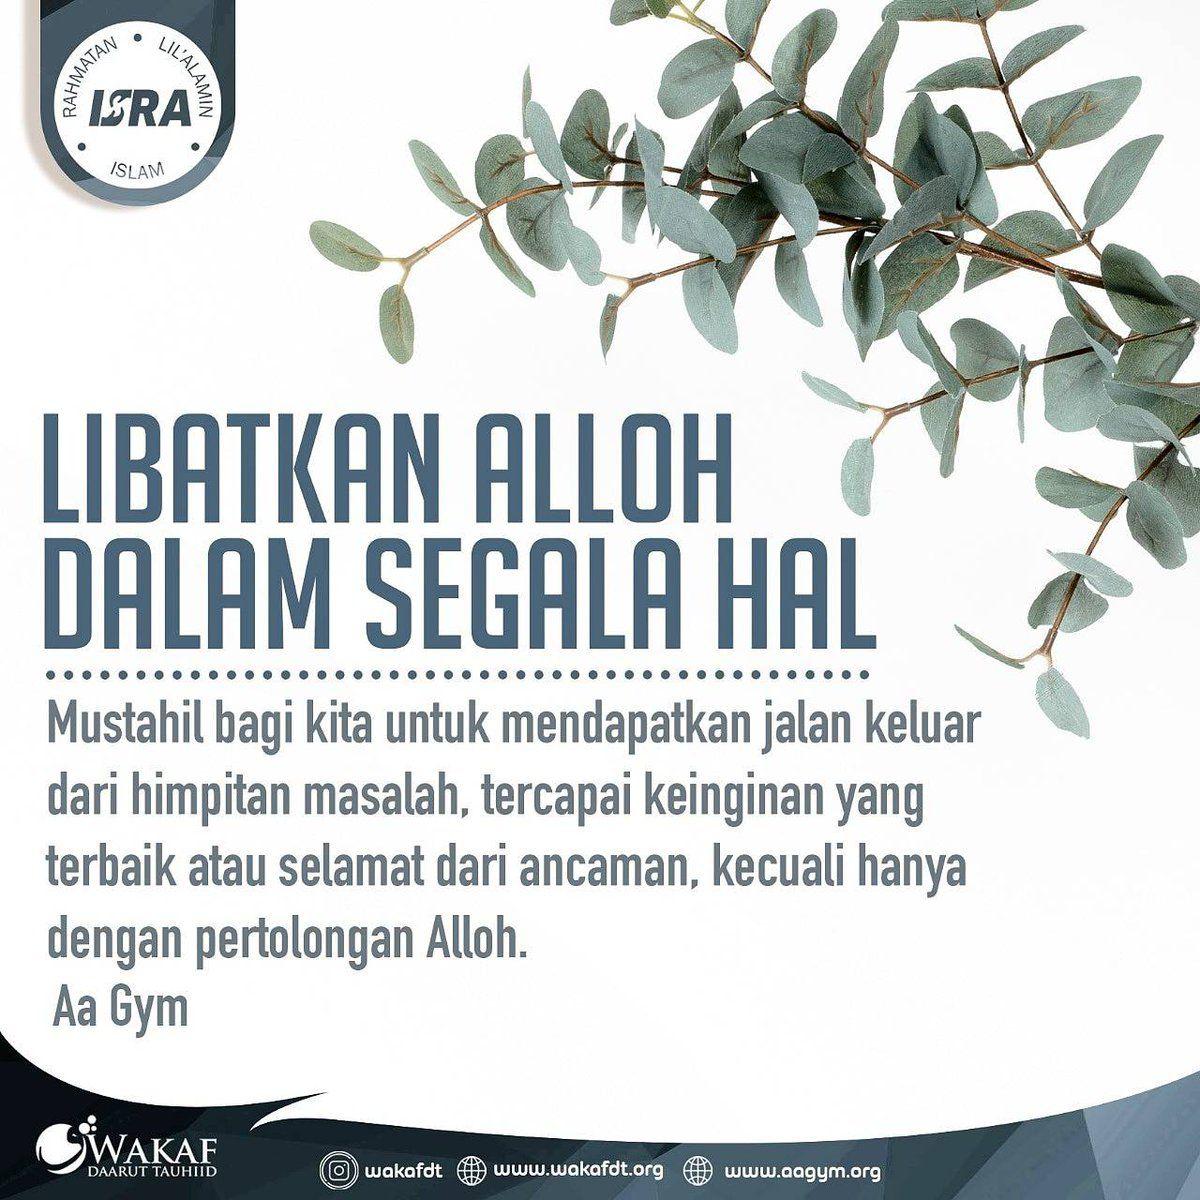 RAHMATAN LIL'ALAMIN
ISRA
ISLAM
LIBATKAN ALLOH
DALAM SEGALA HAL
Mustahil bagi kita untuk mendapatkan jalan keluar
dari himpitan masalah, tercapai keinginan yang
terbaik atau selamat dari ancaman, kecuali hanya
dengan pertolongan Alloh.
Aa Gym
WAKAF
DAARUT TAUHIID
wakafdt www.wakafdt.org www.aagym.org